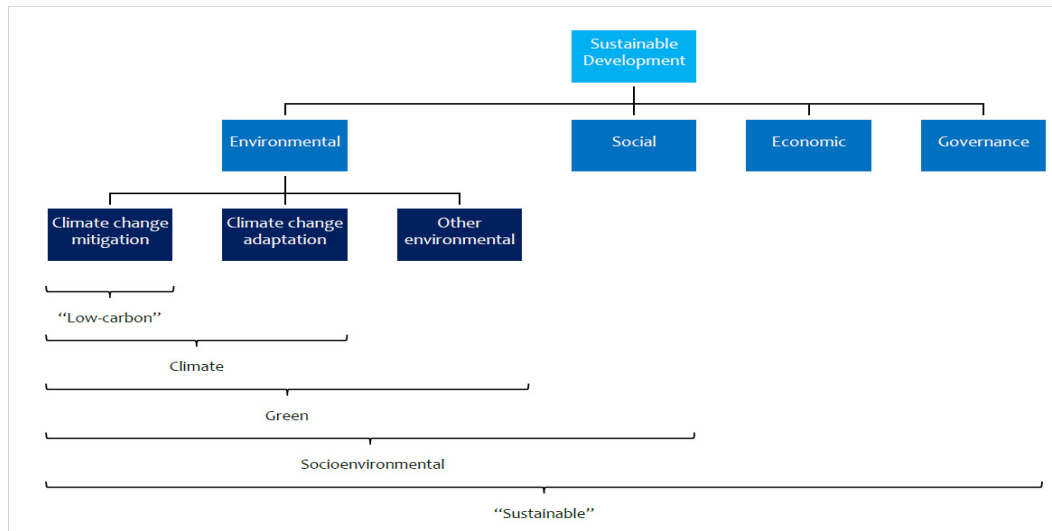 Sustainable
Development
Environmental
Social
Economic
Governance
Climate change
mitigation
Climate change
adaptation
Other
environmental
“Low-carbon”
Climate
Green
Socioenvironmental
“Sustainable”